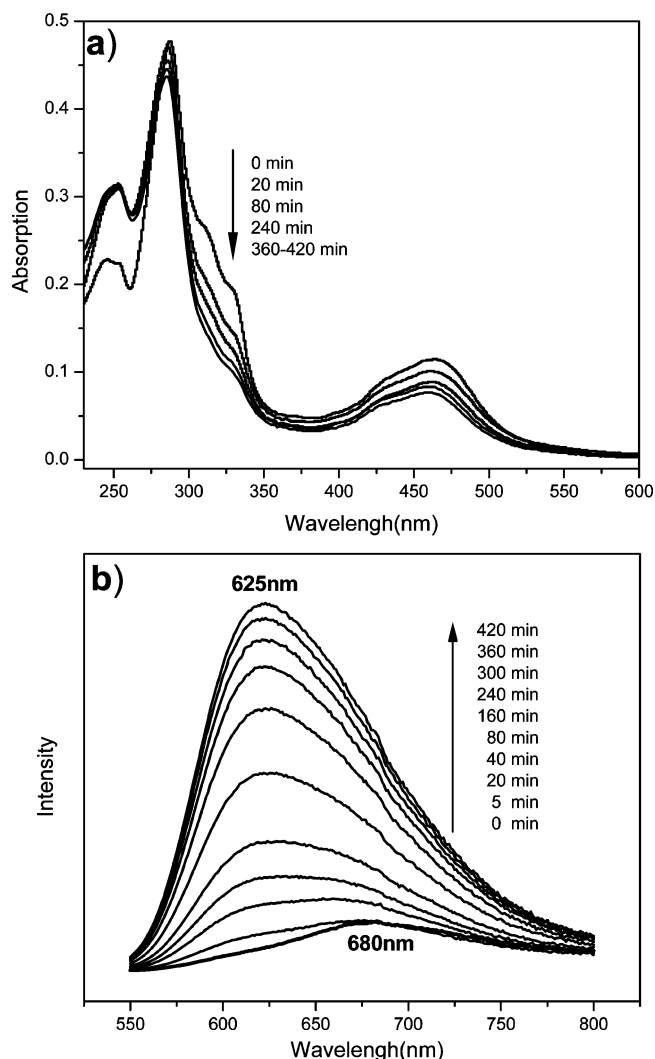 a)
0.5
0.4
0.3
0.2
0.1
0.0
Absorption
0 min
20 min
80 min
240 min
360-420 min
250 300 350 400 450 500 550 600
Wavelengh(nm)
b)
625nm
420 min
360 min
300 min
240 min
160 min
80 min
40 min
20 min
5 min
0 min
Intensity
680nm
550 600 650 700 750 800
Wavelengh(nm)